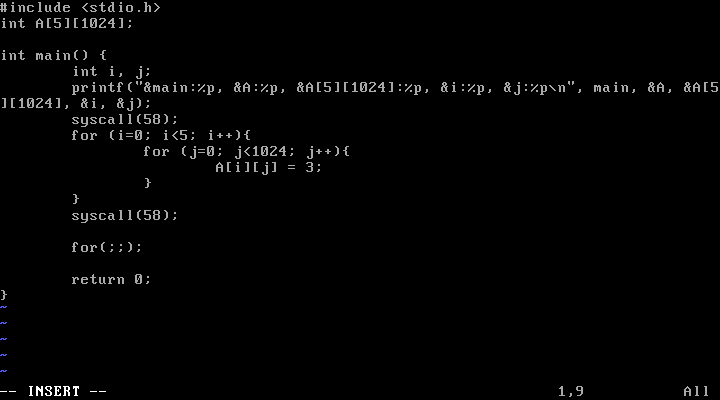 #include <stdio.h>
int A[5][1024];

int main() {
        int i, j;
        printf("&main:%p, &A:%p, &A[5][1024]:%p, &i:%p, &j:%p\n", main, &A, &A[5
][1024], &i, &j);
        syscall(58);
        for (i=0; i<5; i++){
                for (j=0; j<1024; j++){
                        A[i][j] = 3;
                }
        }
        syscall(58);

        for(;;);

        return 0;
}
~
~
~
~
~
-- INSERT --                                                  1,9           All